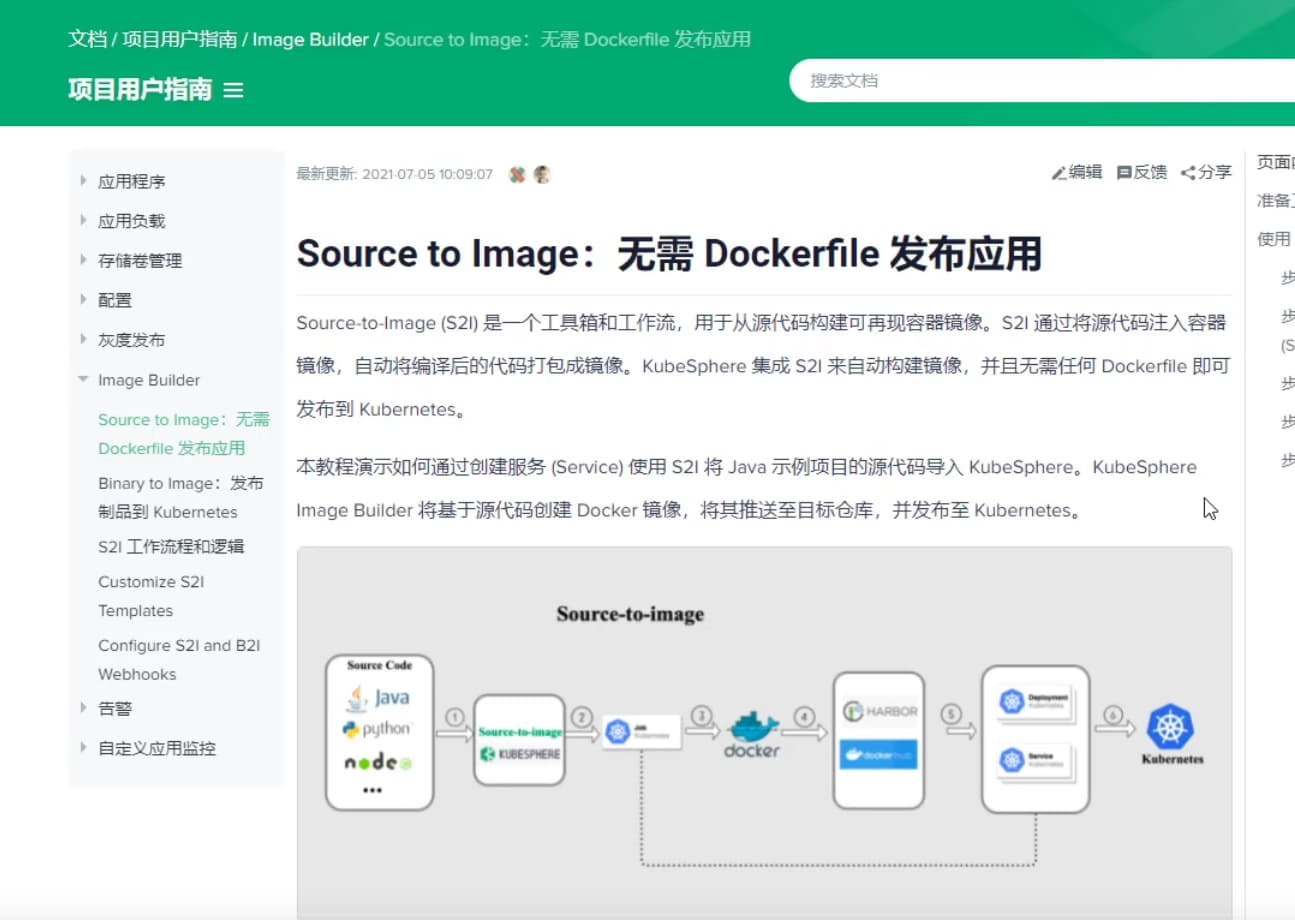 文档 / 项目用户指南 / Image Builder / Source to Image：无需 Dockerfile 发布应用
项目用户指南
搜索文档
应用程序
应用负载
存储卷管理
配置
灰度发布
Image Builder
Source to Image：无需
Dockerfile 发布应用
Binary to Image：发布
制品到 Kubernetes
S2I 工作流程和逻辑
Customize S2I
Templates
Configure S2I and B2I
Webhooks
告警
自定义应用监控
最新更新: 2021-07-05 10:09:07
编辑 反馈 分享
Source to Image：无需 Dockerfile 发布应用
Source-to-Image (S2I) 是一个工具箱和工作流，用于从源代码构建可再现容器镜像。S2I 通过将源代码注入容器
镜像，自动将编译后的代码打包成镜像。KubeSphere 集成 S2I 来自动构建镜像，并且无需任何 Dockerfile 即可
发布到 Kubernetes。
本教程演示如何通过创建服务 (Service) 使用 S2I 将 Java 示例项目的源代码导入 KubeSphere。KubeSphere
Image Builder 将基于源代码创建 Docker 镜像，将其推送至目标仓库，并发布至 Kubernetes。
Source-to-image
Source Code
Java
python
node
•••
1
Source-to-image
KUBESPHERE
2
Job
Kubernetes
3
docker
4
HARBOR
dockerhub
5
Deployment
Kubernetes
Service
Kubernetes
6
Kubernetes
页面
准备
使用
步
步
(S
步
步
步